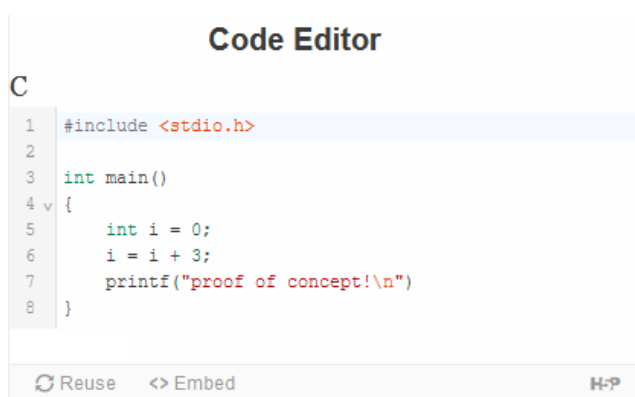 Code Editor
C
1 #include <stdio.h>
2
3 int main()
4 {
5     int i = 0;
6     i = i + 3;
7     printf("proof of concept!\n")
8 }
Reuse <> Embed H5P